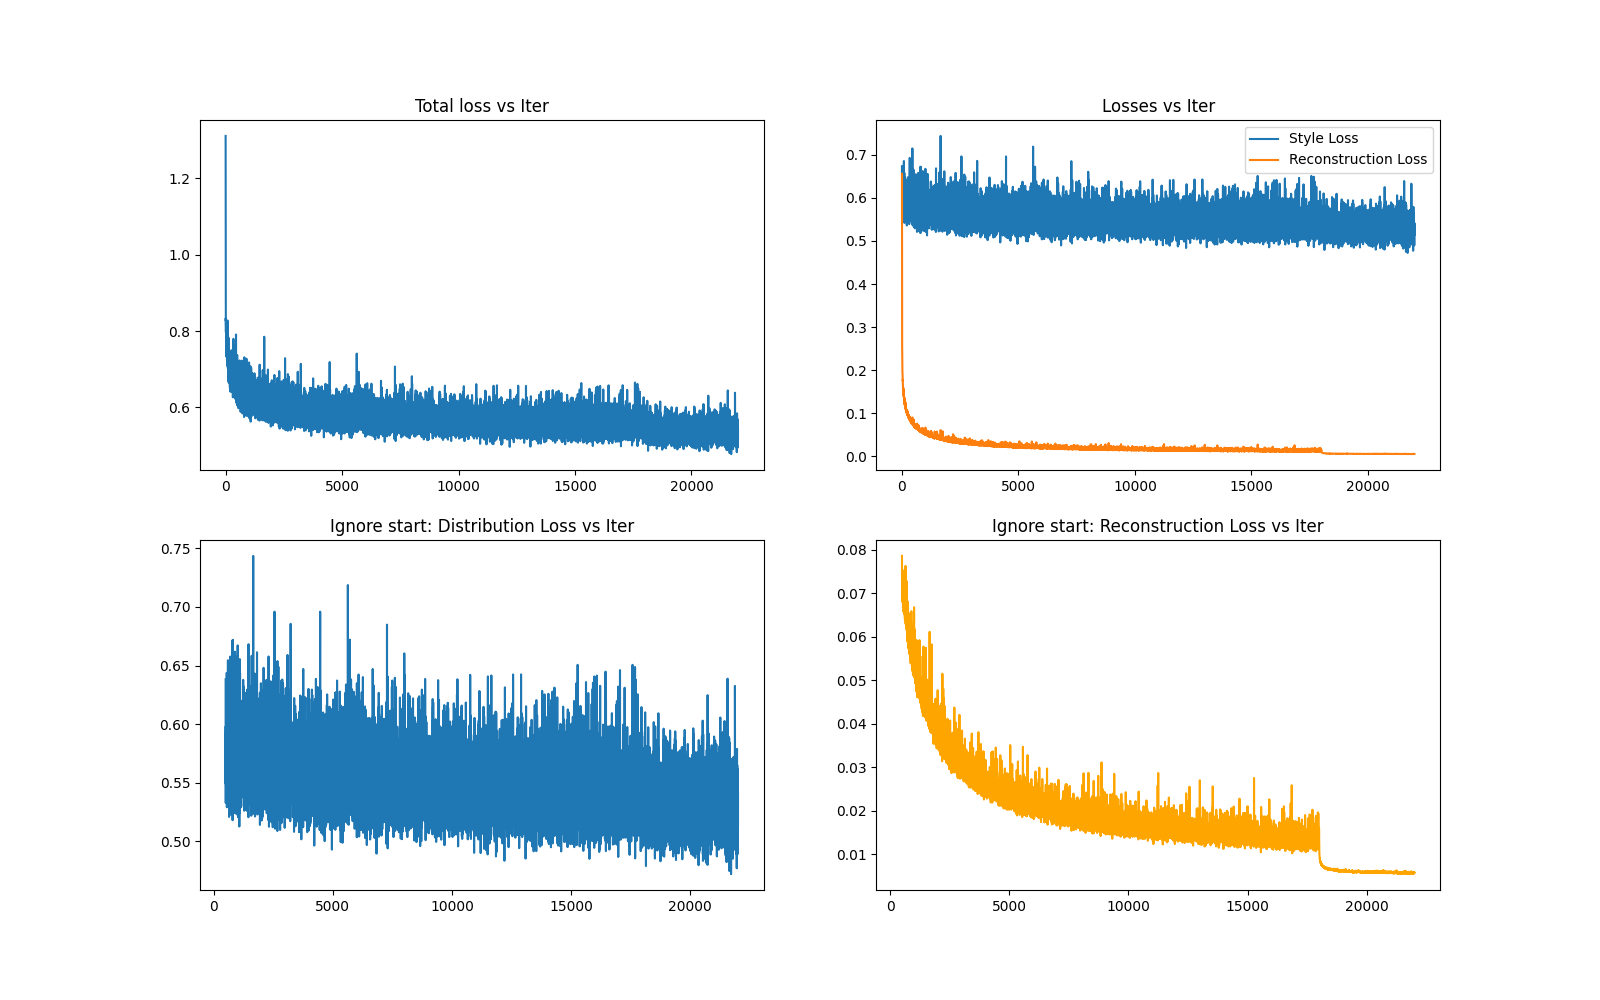 Total loss vs Iter
1.2
1.0
0.8
0.6
0 5000 10000 15000 20000
Losses vs Iter
Style Loss
Reconstruction Loss
0.7
0.6
0.5
0.4
0.3
0.2
0.1
0.0
0 5000 10000 15000 20000
Ignore start: Distribution Loss vs Iter
0.75
0.70
0.65
0.60
0.55
0.50
0 5000 10000 15000 20000
Ignore start: Reconstruction Loss vs Iter
0.08
0.07
0.06
0.05
0.04
0.03
0.02
0.01
0 5000 10000 15000 20000